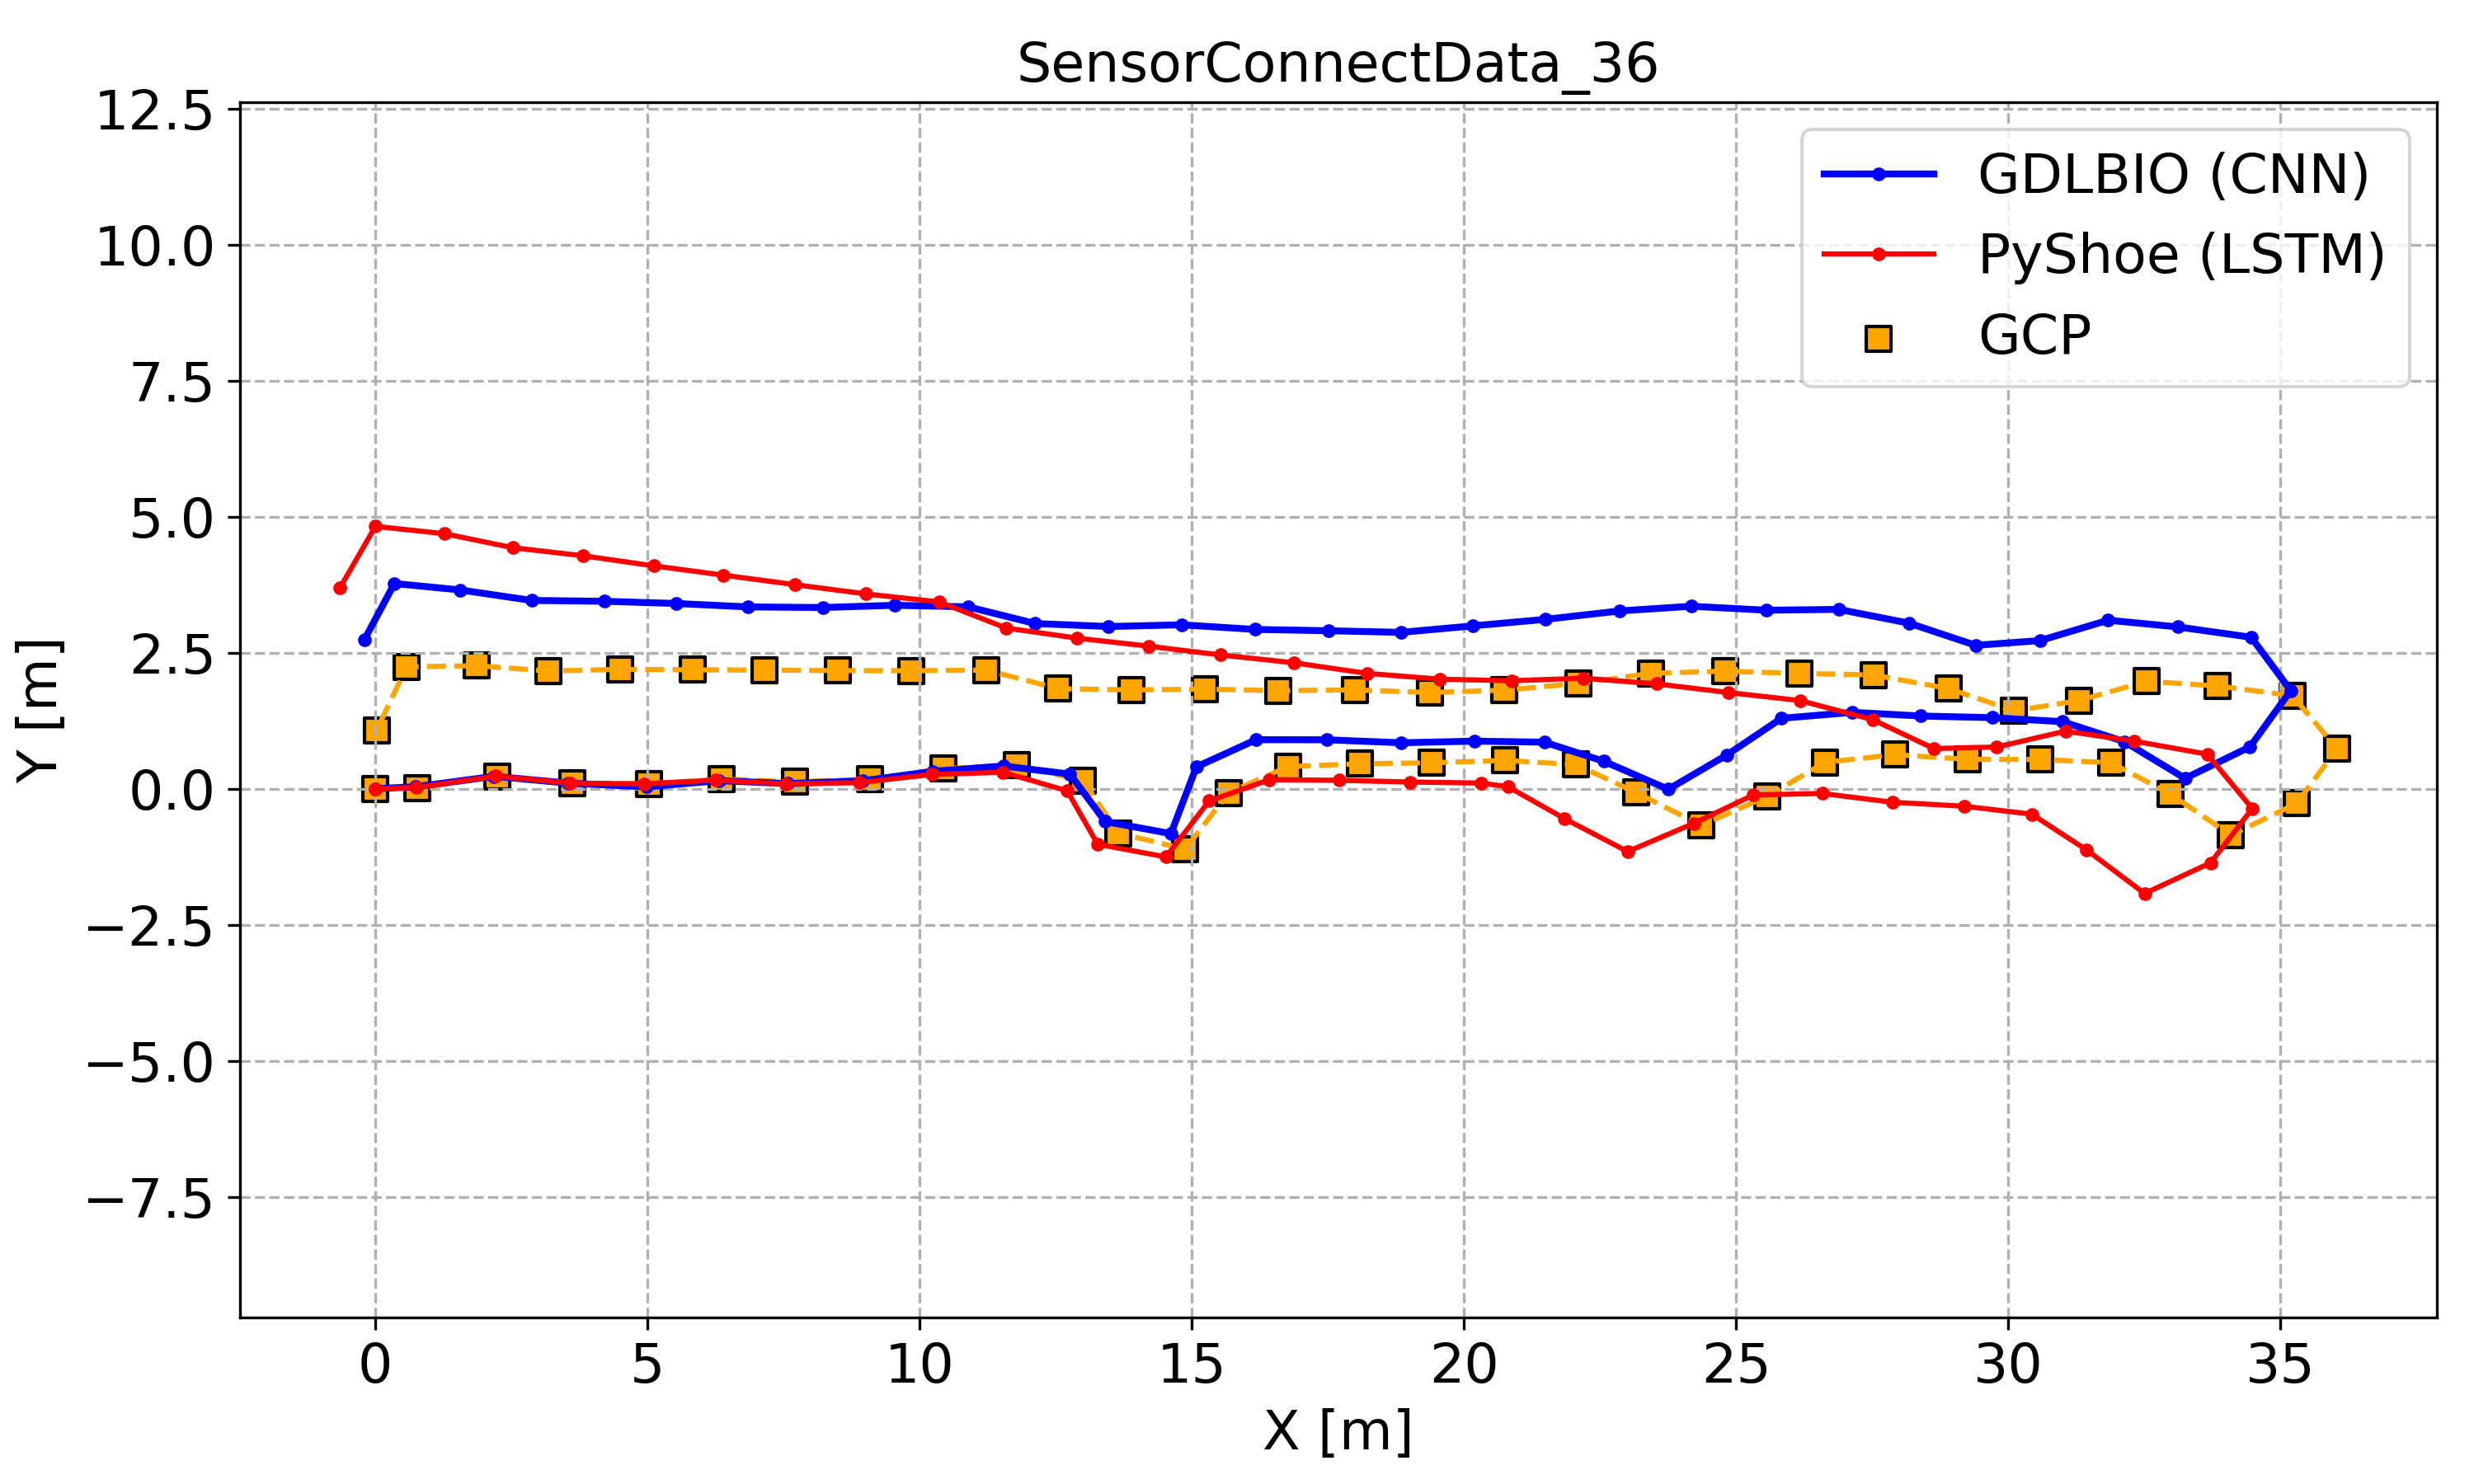 SensorConnectData_36
12.5
10.0
7.5
5.0
2.5
0.0
−2.5
−5.0
−7.5
Y [m]
GDLBIO (CNN)
PyShoe (LSTM)
GCP
0 5 10 15 20 25 30 35
X [m]